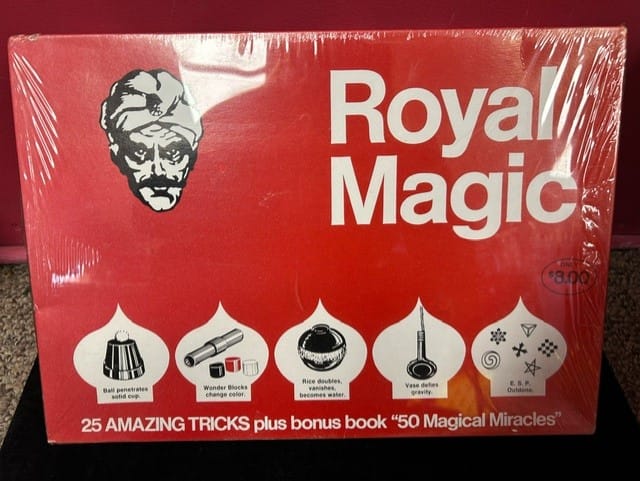 Royal
Magic
ONLY
$8.00
Ball penetrates
solid cup.
Wonder Blocks
change color.
Rice doubles,
vanishes,
becomes water.
Vase defies
gravity.
E. S. P.
Outdone.
25 AMAZING TRICKS plus bonus book "50 Magical Miracles"